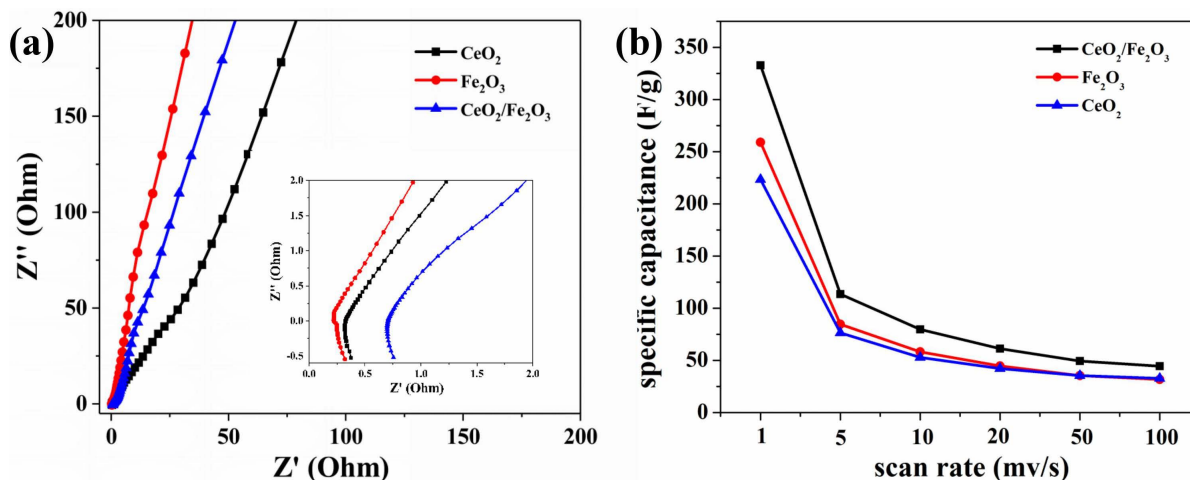 (a)
200
150
100
50
0
Z'' (Ohm)
0
50
100
150
200
Z' (Ohm)
CeO₂
Fe₂O₃
CeO₂/Fe₂O₃
2.0
1.5
1.0
0.5
0.0
-0.5
Z'' (Ohm)
0.0
0.5
1.0
1.5
2.0
Z' (Ohm)
(b)
350
300
250
200
150
100
50
0
specific capacitance (F/g)
1
5
10
20
50
100
scan rate (mv/s)
CeO₂/Fe₂O₃
Fe₂O₃
CeO₂